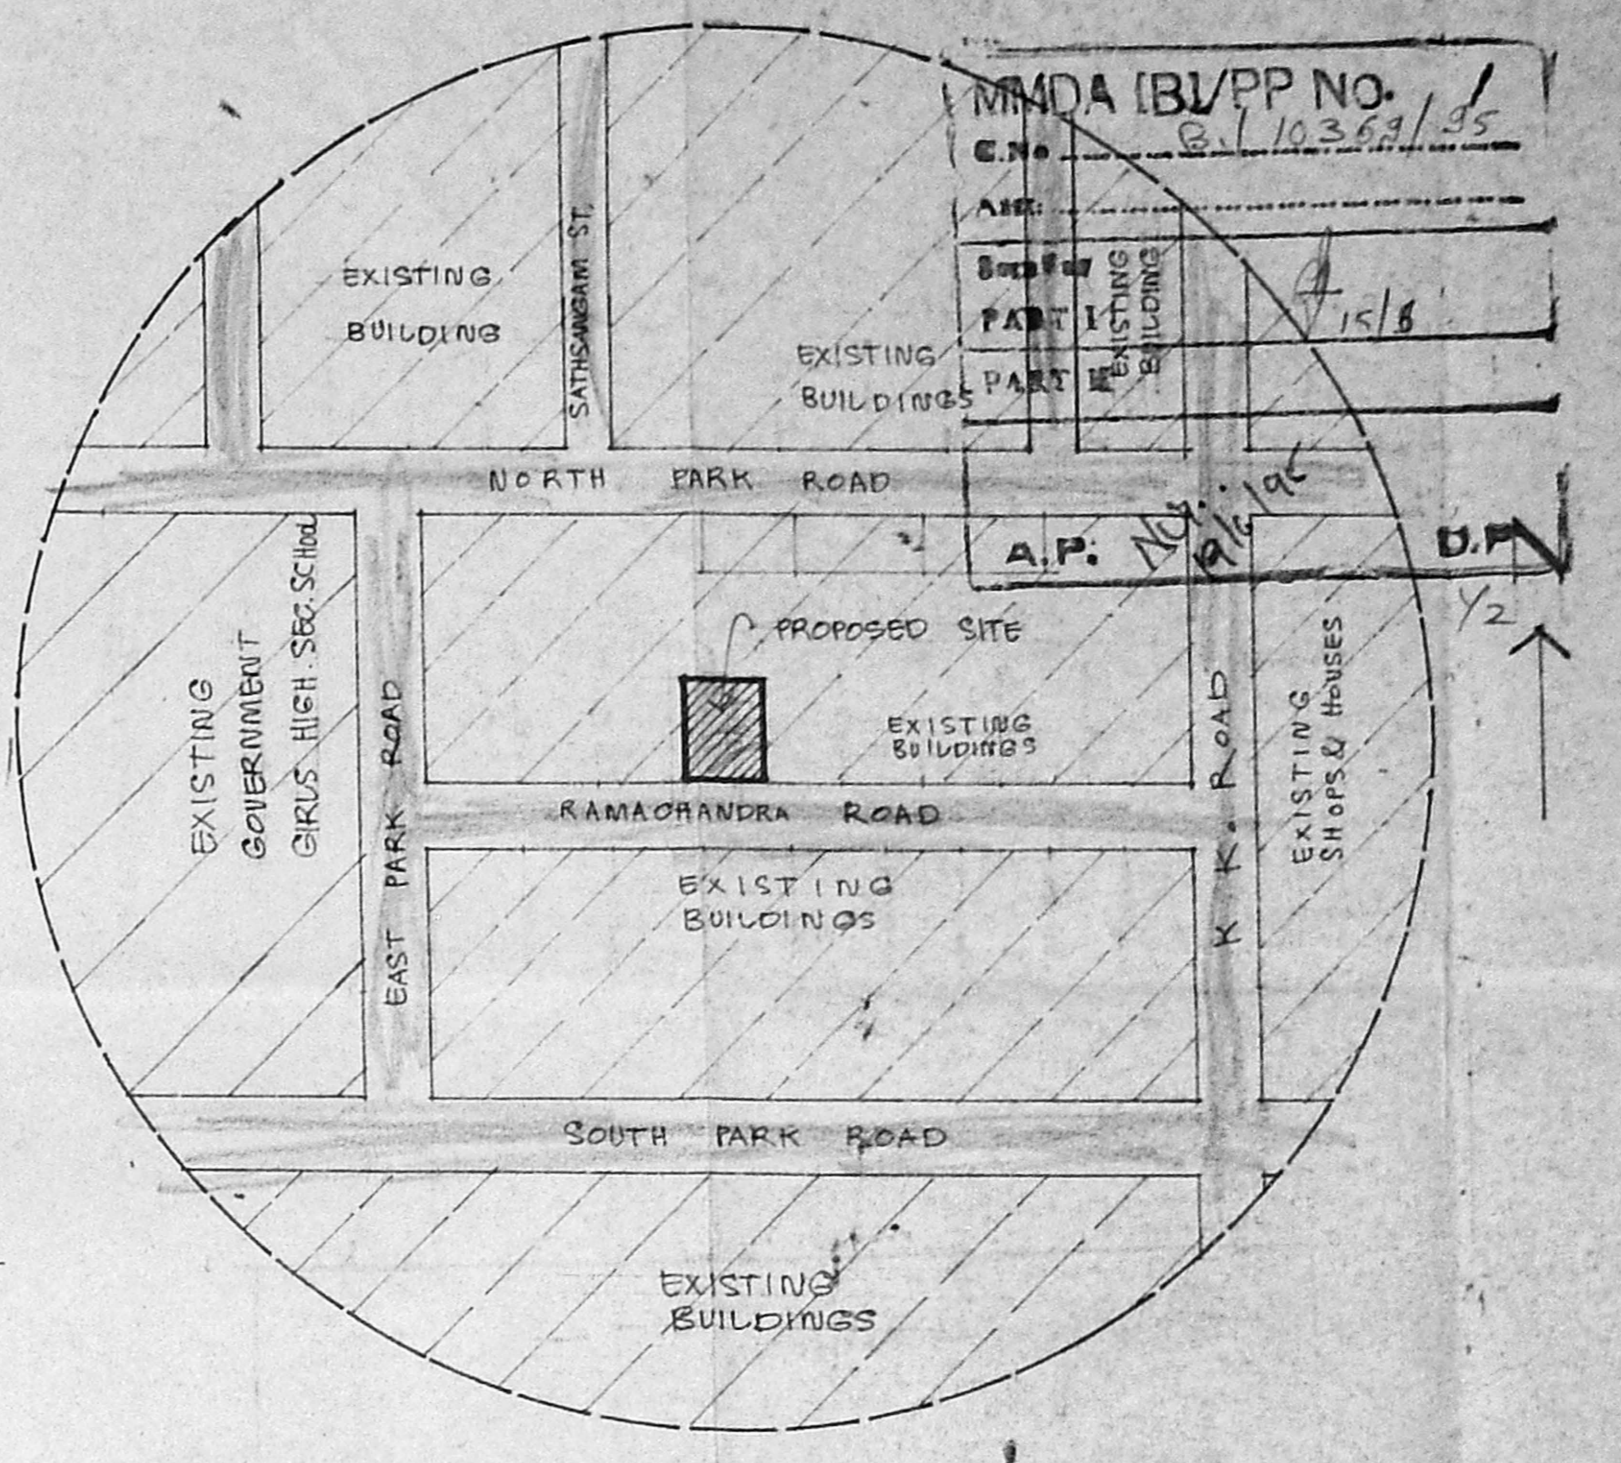 MMDA (B)/PP NO.
C.No B./10369/95
PART I
15/6
PART II
EXISTING
BUILDING
SATHSANGAM ST.
EXISTING
BUILDINGS
EXISTING
BUILDING
NORTH PARK ROAD
A.P:
D.P
N
EXISTING
GOVERNMENT
GIRLS HIGH. SEC. SCHOOL
EAST PARK ROAD
PROPOSED SITE
EXISTING
BUILDINGS
K. K. ROAD
EXISTING
SHOPS & HOUSES
RAMACHANDRA ROAD
EXISTING
BUILDINGS
SOUTH PARK ROAD
EXISTING
BUILDINGS